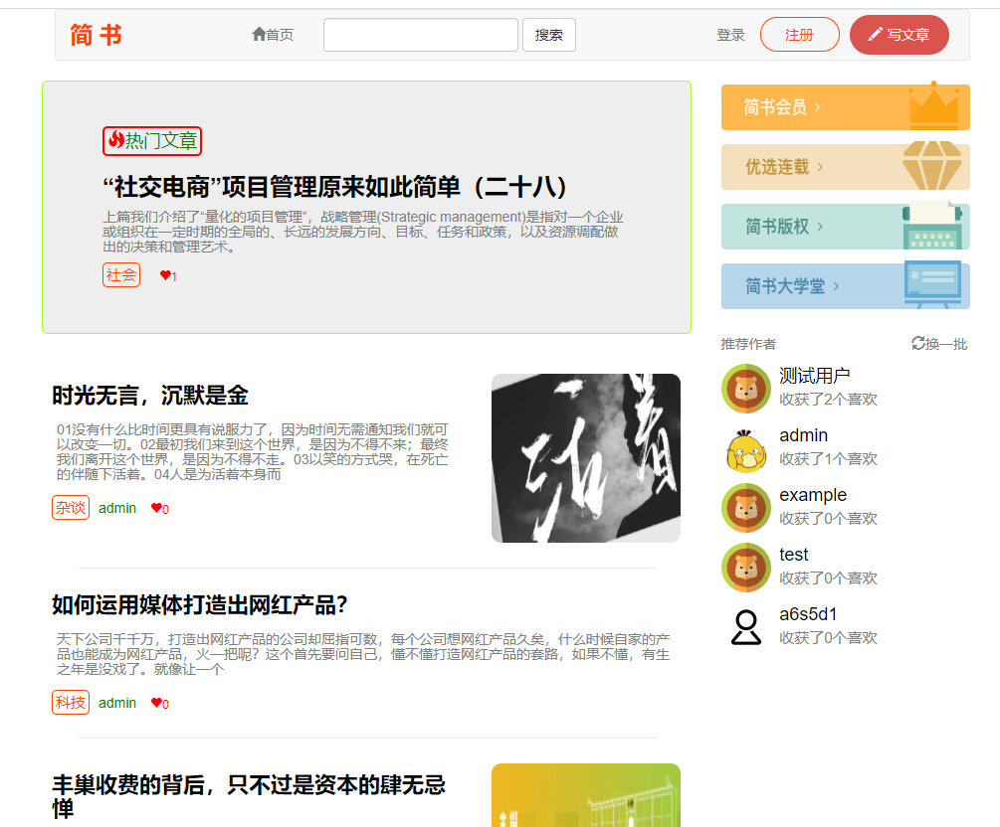 简 书
首页
搜索
登录
注册
写文章
热门文章
“社交电商”项目管理原来如此简单（二十八）
上篇我们介绍了“量化的项目管理”，战略管理(Strategic management)是指对一个企业
或组织在一定时期的全局的、长远的发展方向、目标、任务和政策，以及资源调配做
出的决策和管理艺术。
社会 1
时光无言，沉默是金
01没有什么比时间更具有说服力了，因为时间无需通知我们就可
以改变一切。02最初我们来到这个世界，是因为不得不来；最终
我们离开这个世界，是因为不得不走。03以笑的方式哭，在死亡
的伴随下活着。04人是为活着本身而
杂谈 admin 0
活着
如何运用媒体打造出网红产品？
天下公司千千万，打造出网红产品的公司却屈指可数，每个公司想网红产品久矣，什么时候自家的产
品也能成为网红产品，火一把呢？这个首先要问自己，懂不懂打造网红产品的套路，如果不懂，有生
之年是没戏了。就像让一个
科技 admin 0
丰巢收费的背后，只不过是资本的肆无忌
惮
简书会员
优选连载
简书版权
简书大学堂
推荐作者 换一批
测试用户
收获了2个喜欢
admin
收获了1个喜欢
example
收获了0个喜欢
test
收获了0个喜欢
a6s5d1
收获了0个喜欢